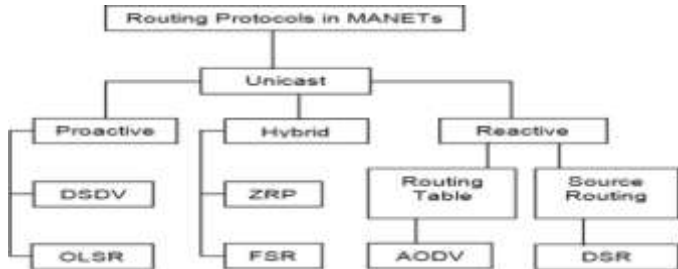 Routing Protocols in MANETs
Unicast
Proactive
Hybrid
Reactive
DSDV
ZRP
Routing
Table
Source
Routing
OLSR
FSR
AODV
DSR